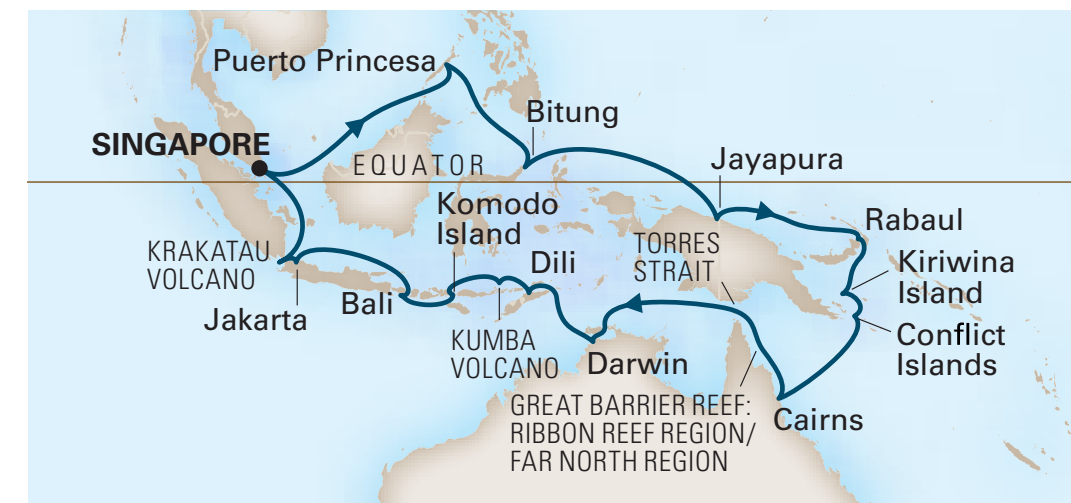 Puerto Princesa
Bitung
SINGAPORE
EQUATOR
Jayapura
Komodo
Island
Rabaul
TORRES
STRAIT
KRAKATAU
VOLCANO
Dili
Kiriwina
Island
Bali
Jakarta
KUMBA
VOLCANO
Darwin
Conflict
Islands
GREAT BARRIER REEF:
RIBBON REEF REGION/
FAR NORTH REGION
Cairns